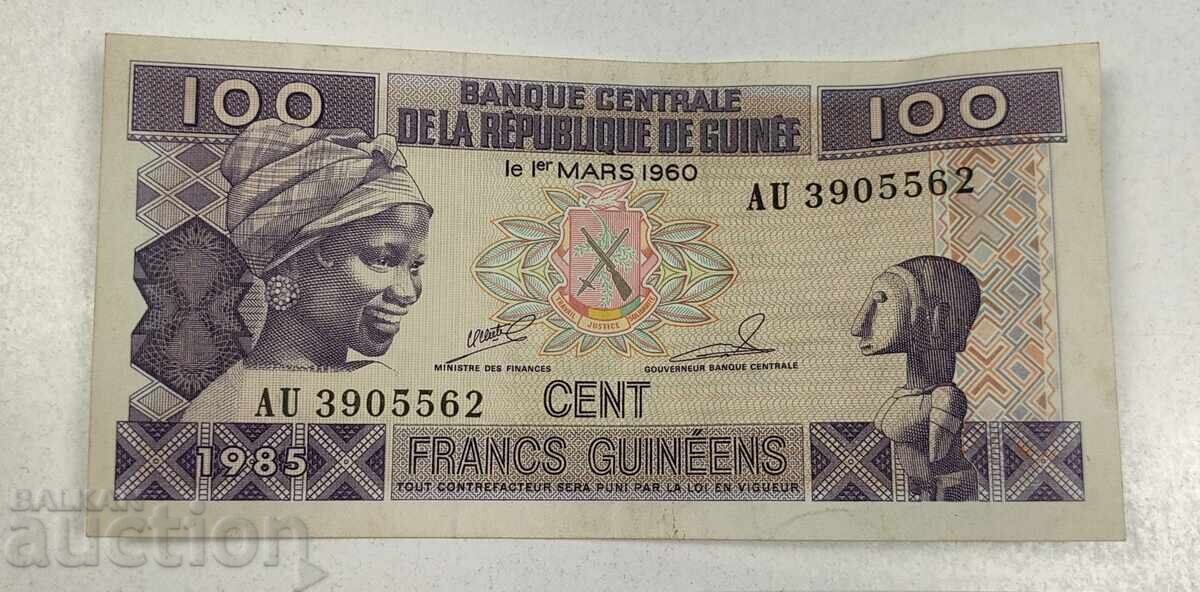 100
BANQUE CENTRALE
100
DE LA RÉPUBLIQUE DE GUINÉE
le 1er MARS 1960
AU 3905562
TRAVAIL JUSTICE SOLIDARITÉ
MINISTRE DES FINANCES
GOUVERNEUR BANQUE CENTRALE
AU 3905562
CENT
1985
FRANCS GUINÉENS
TOUT CONTREFACTEUR SERA PUNI PAR LA LOI EN VIGUEUR
BALKAN
auction